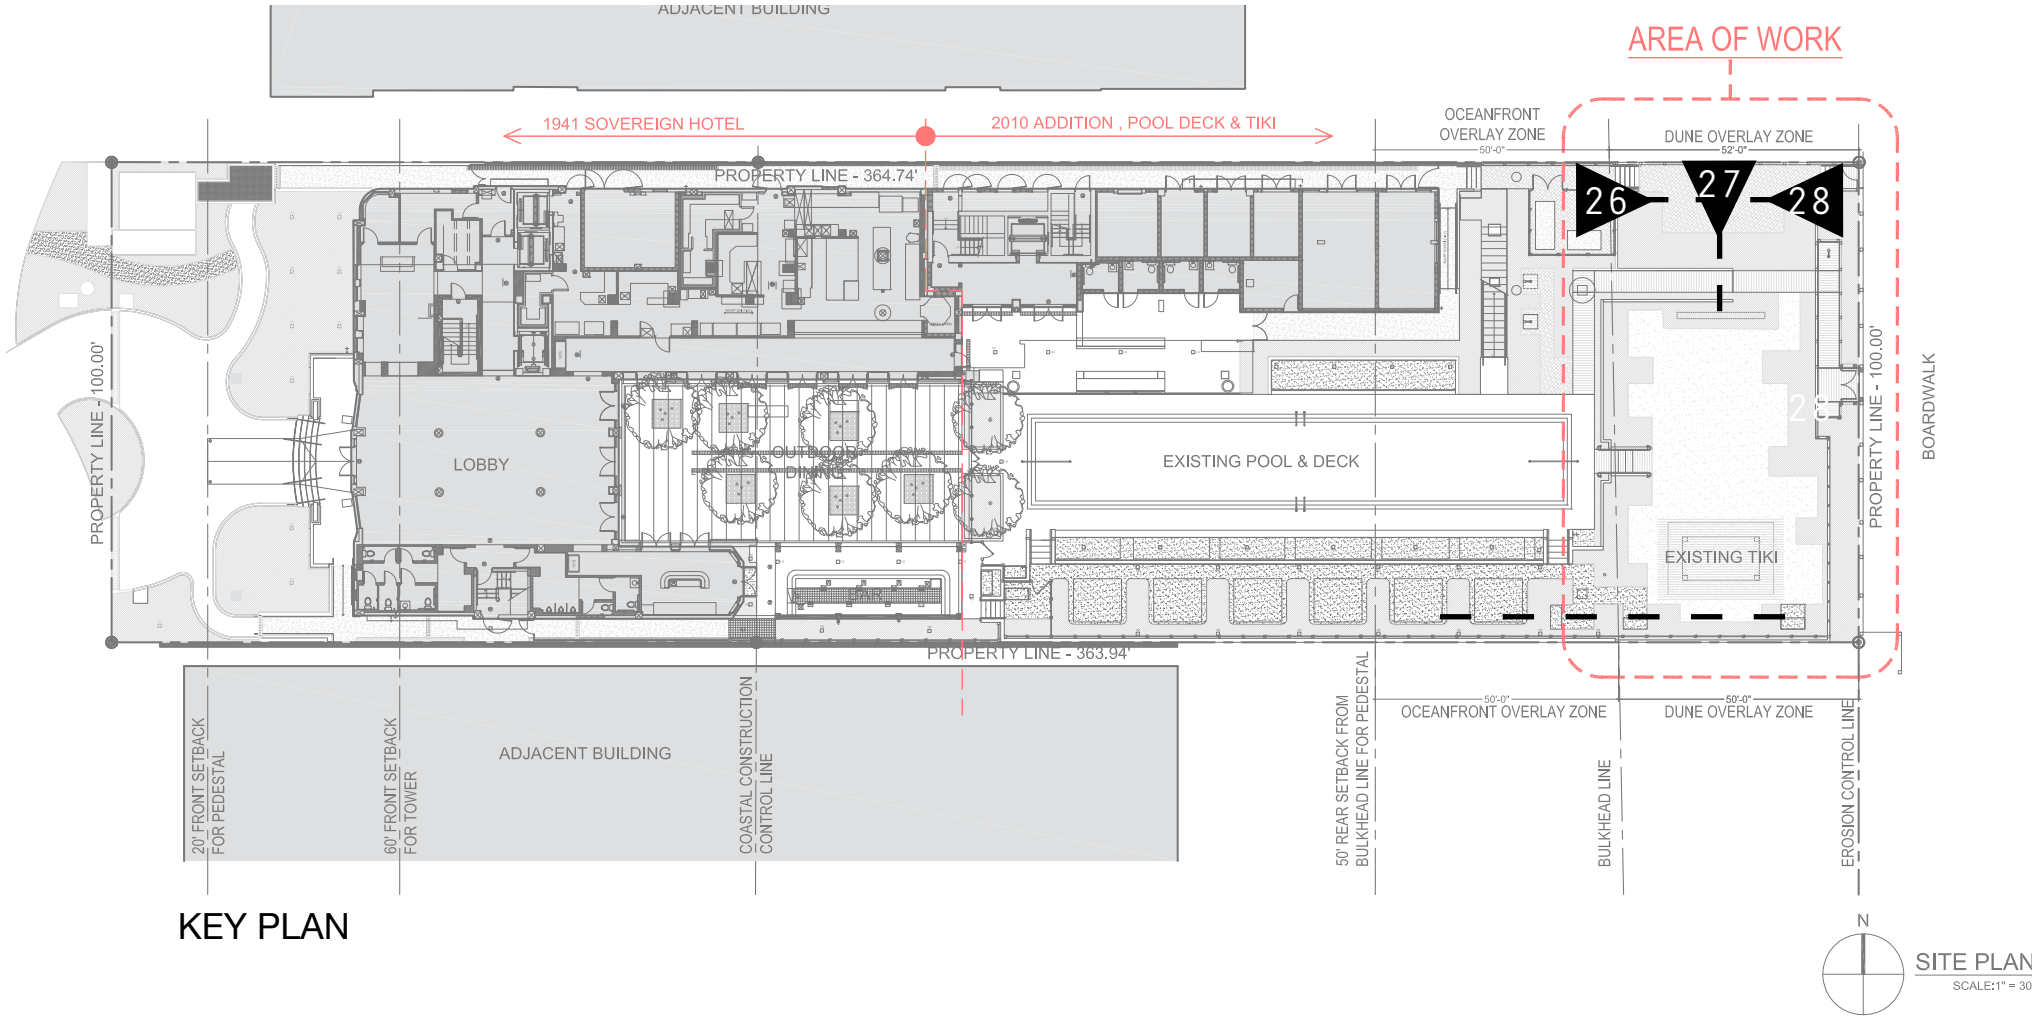 ADJACENT BUILDING
AREA OF WORK
1941 SOVEREIGN HOTEL
2010 ADDITION , POOL DECK & TIKI
OCEANFRONT
OVERLAY ZONE
50'-0"
DUNE OVERLAY ZONE
52'-0"
PROPERTY LINE - 364.74'
26
27
28
PROPERTY LINE - 100.00'
LOBBY
OUTDOOR
DINING
EXISTING POOL & DECK
28
PROPERTY LINE - 100.00'
BOARDWALK
EXISTING TIKI
BAR
PROPERTY LINE - 363.94'
50'-0"
OCEANFRONT OVERLAY ZONE
50'-0"
DUNE OVERLAY ZONE
ADJACENT BUILDING
20' FRONT SETBACK
FOR PEDESTAL
60' FRONT SETBACK
FOR TOWER
COASTAL CONSTRUCTION
CONTROL LINE
50' REAR SETBACK FROM
BULKHEAD LINE FOR PEDESTAL
BULKHEAD LINE
EROSION CONTROL LINE
KEY PLAN
N
SITE PLAN
SCALE:1" = 30